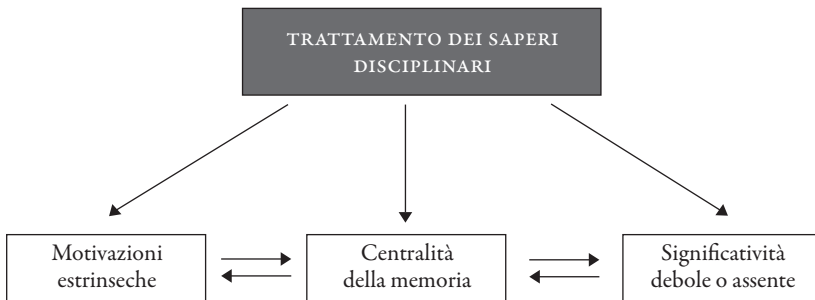 TRATTAMENTO DEI SAPERI
DISCIPLINARI
Motivazioni
estrinseche
Centralità
della memoria
Significatività
debole o assente